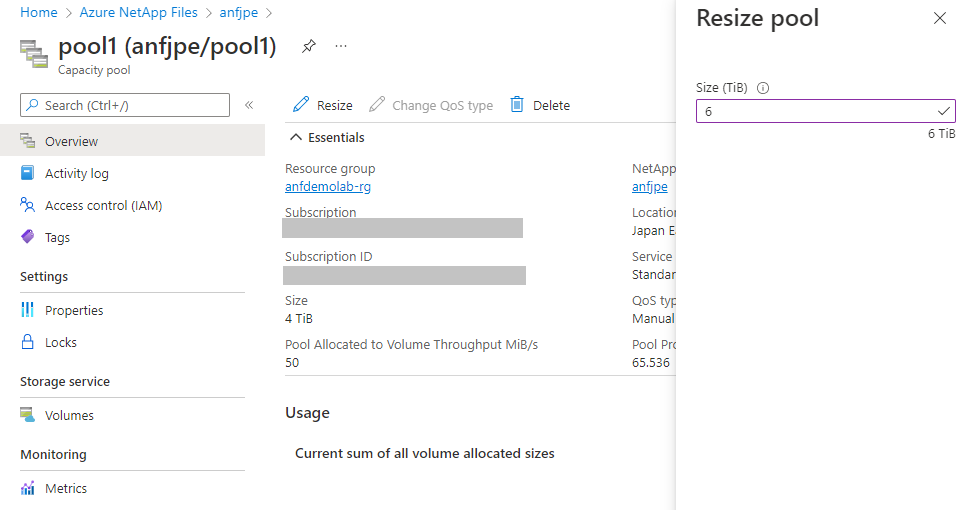 Home > Azure NetApp Files > anfjpe >
pool1 (anfjpe/pool1) ...
Capacity pool
Search (Ctrl+/) «
Overview
Activity log
Access control (IAM)
Tags
Settings
Properties
Locks
Storage service
Volumes
Monitoring
Metrics
Resize Change QoS type Delete
Essentials
Resource group
anfdemolab-rg
Subscription
Subscription ID
Size
4 TiB
Pool Allocated to Volume Throughput MiB/s
50
NetApp
anfjpe
Location
Japan Ea
Service
Standar
QoS typ
Manual
Pool Pro
65.536
Usage
Current sum of all volume allocated sizes
Resize pool
Size (TiB)
6
6 TiB